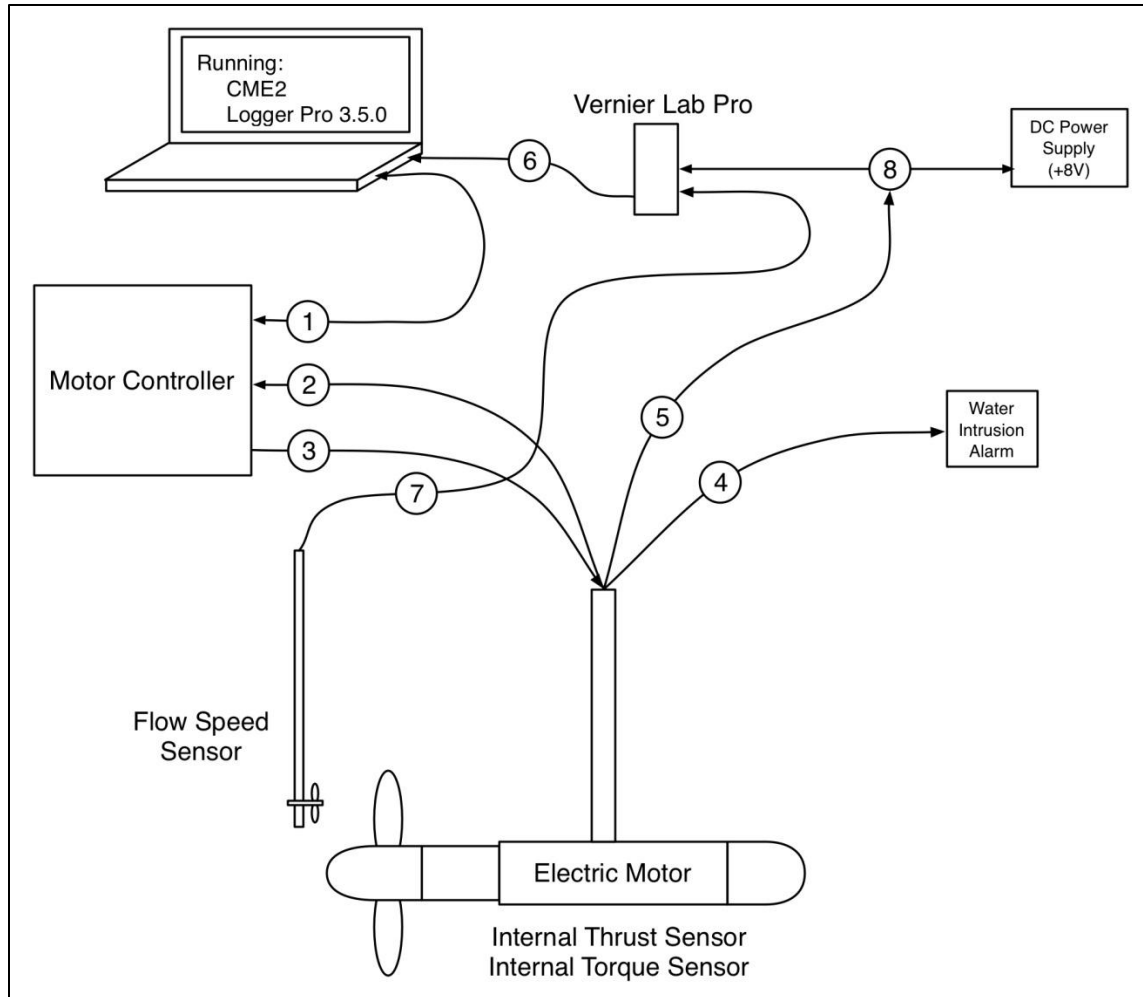 Running:
CME2
Logger Pro 3.5.0
Vernier Lab Pro
DC Power
Supply
(+8V)
6
8
1
Motor Controller
2
3
5
Water
Intrusion
Alarm
4
7
Flow Speed
Sensor
Electric Motor
Internal Thrust Sensor
Internal Torque Sensor